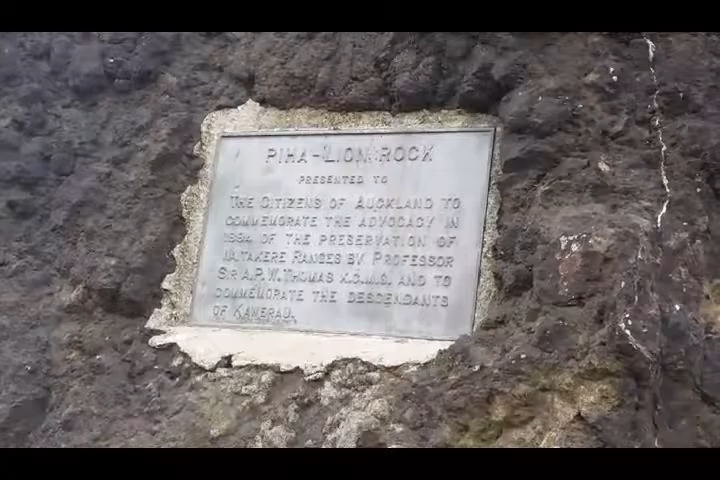 PIHA-LION ROCK
PRESENTED TO
THE CITIZENS OF AUCKLAND TO
COMMEMORATE THE ADVOCACY IN
1894 OF THE PRESERVATION OF
WAITAKERE RANGES BY PROFESSOR
SIR A.P.W. THOMAS K.C.M.G. AND TO
COMMEMORATE THE DESCENDANTS
OF KAWERAU.